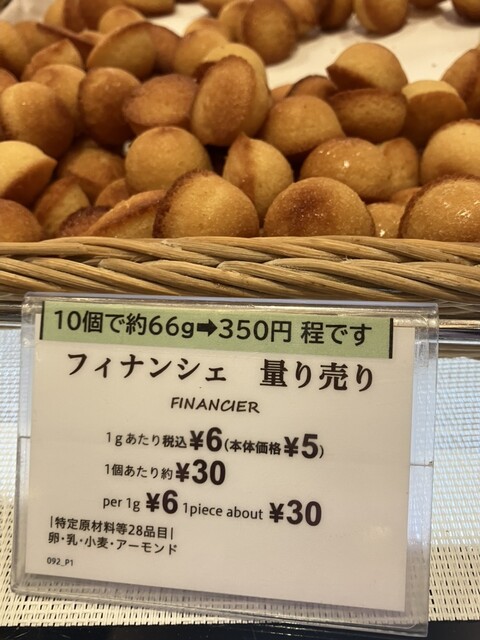 10個で約66g➡350円 程です
フィナンシェ 量り売り
FINANCIER
1gあたり税込¥6(本体価格¥5)
1個あたり約¥30
per 1g ¥6 1piece about ¥30
|特定原材料等28品目|
卵・乳・小麦・アーモンド
092_P1